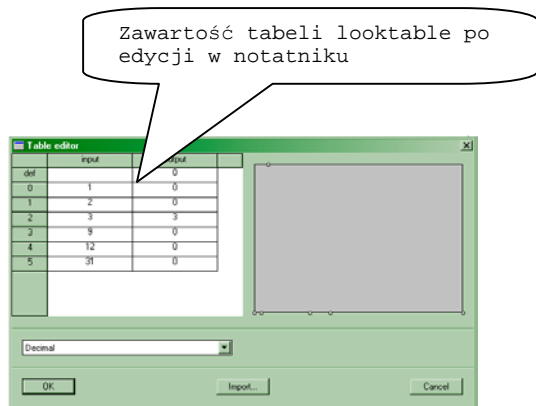 Zawartość tabeli looktable po
edycji w notatniku
Table editor
input
def 0
0 1 0
1 2 0
2 3 3
3 9 0
4 12 0
5 31 0
Decimal
OK Import... Cancel